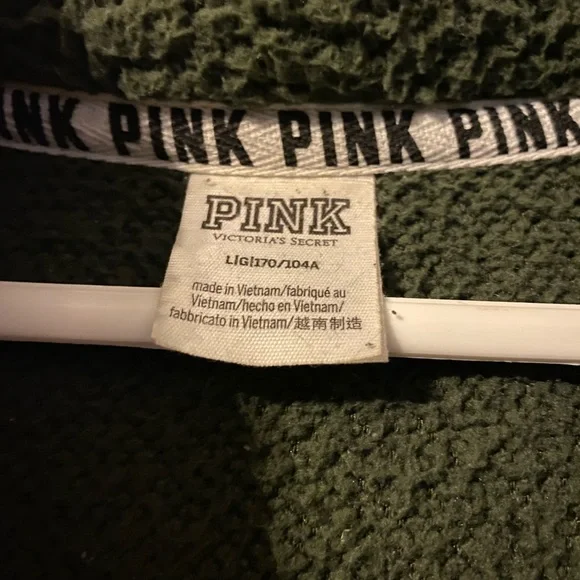 INK PINK PINK PINK
PINK
VICTORIA'S SECRET
L|G|170/104A
made in Vietnam/fabriqué au
Vietnam/hecho en Vietnam/
fabbricato in Vietnam/越南制造